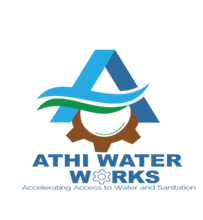 ATHI WATER
WORKS
Accelerating Access to Water and Sanitation